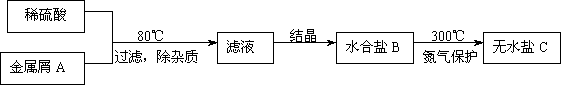 稀硫酸
金属屑 A
80℃
过滤，除杂质
滤液
结晶
水合盐 B
300℃
氮气保护
无水盐 C